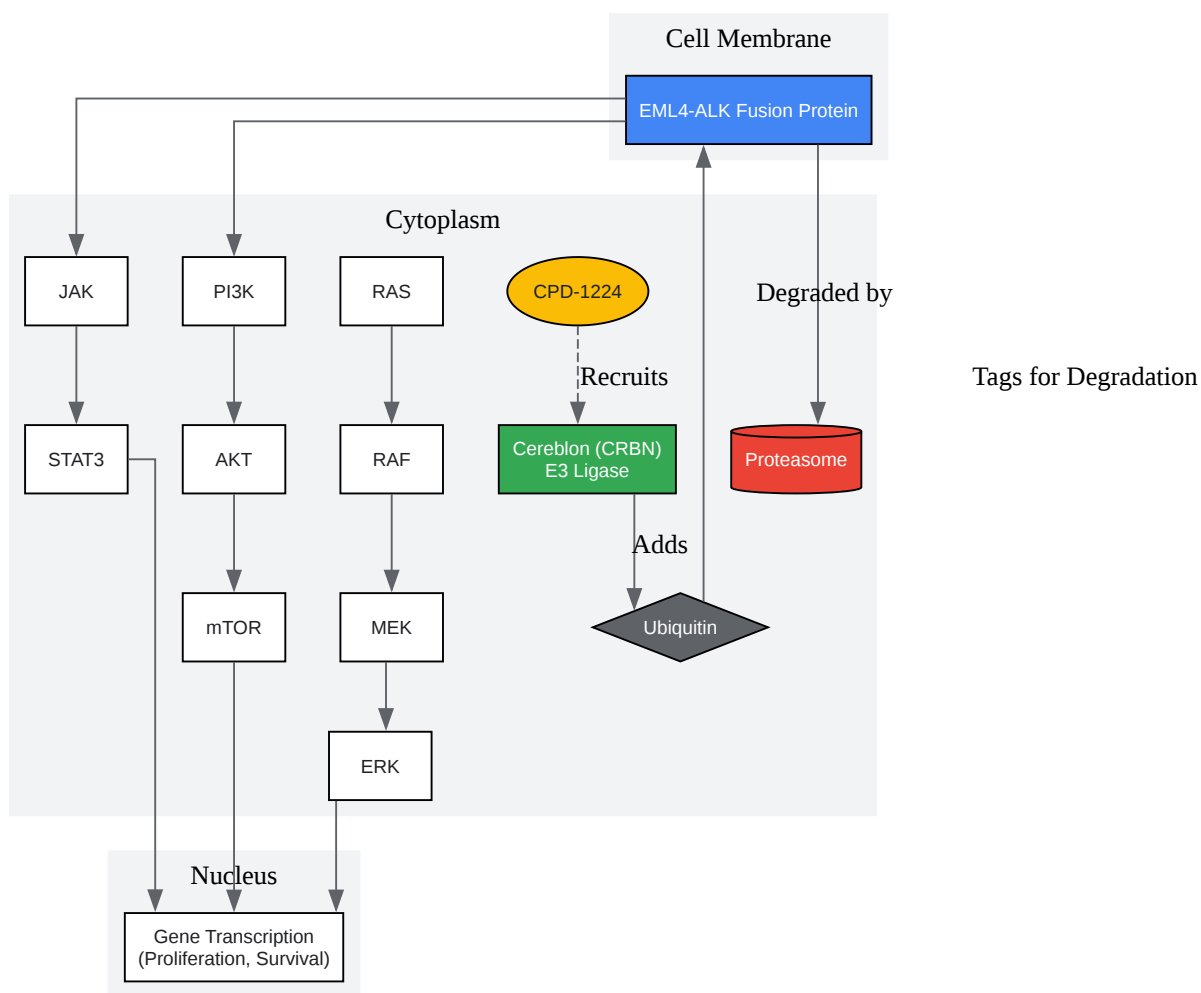 Cell Membrane
EML4-ALK Fusion Protein
Cytoplasm
JAK
PI3K
RAS
CPD-1224
Degraded by
Recruits
Tags for Degradation
STAT3
AKT
RAF
Cereblon (CRBN)
E3 Ligase
Proteasome
Adds
mTOR
MEK
Ubiquitin
ERK
Nucleus
Gene Transcription
(Proliferation, Survival)